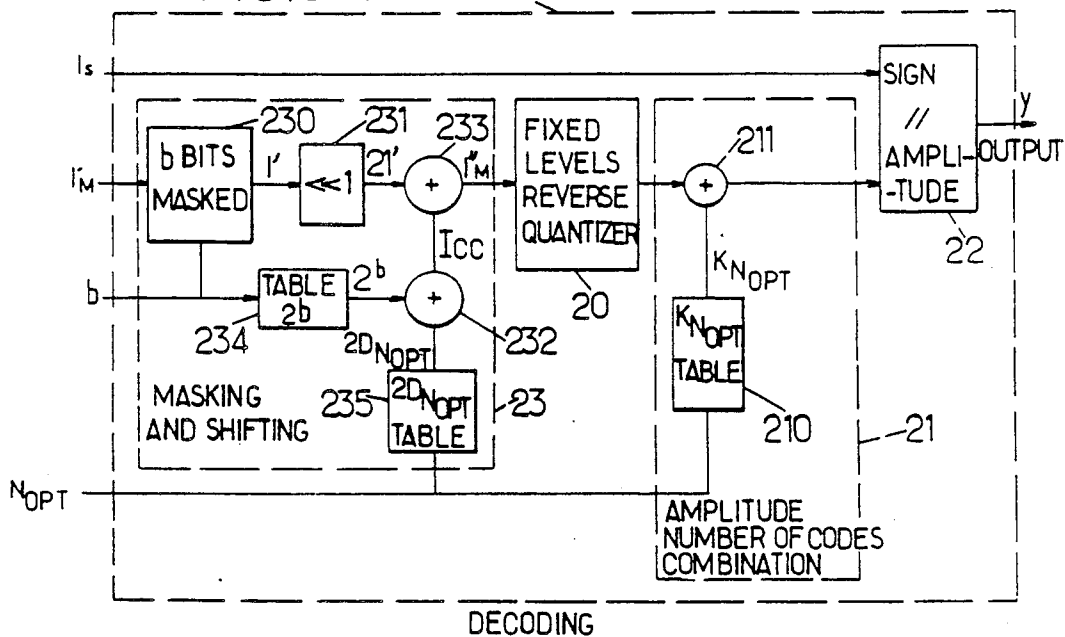 Is
SIGN
//
AMPLI-
-TUDE
22
y
OUTPUT
230
231
233
211
b BITS
MASKED
I'
≪1
2I'
+
I"M
I'M
FIXED
LEVELS
REVERSE
QUANTIZER
20
+
KNOPT
ICC
b
TABLE
2b
234
2b
+
232
2DNOPT
2DNOPT
TABLE
235
23
KNOPT
TABLE
210
21
MASKING
AND SHIFTING
NOPT
AMPLITUDE
NUMBER OF CODES
COMBINATION
DECODING